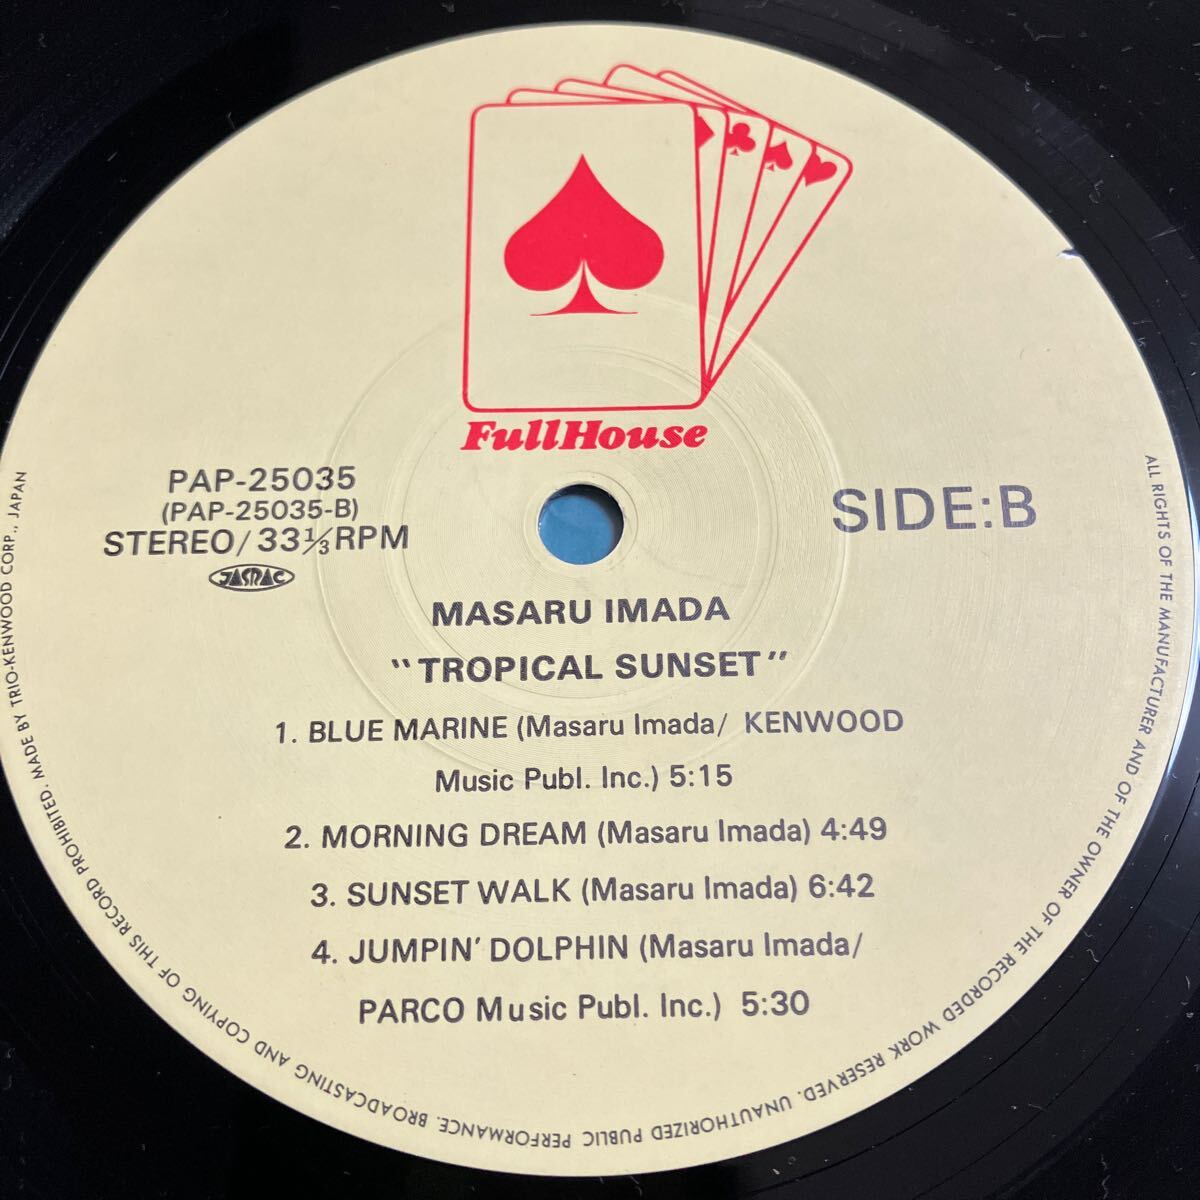 FullHouse
PAP-25035
(PAP-25035-B)
STEREO/33⅓RPM
JASRAC
SIDE:B
MASARU IMADA
"TROPICAL SUNSET"
1. BLUE MARINE (Masaru Imada/ KENWOOD
Music Publ. Inc.) 5:15
2. MORNING DREAM (Masaru Imada) 4:49
3. SUNSET WALK (Masaru Imada) 6:42
4. JUMPIN' DOLPHIN (Masaru Imada/
PARCO Music Publ. Inc.) 5:30
ALL RIGHTS OF THE MANUFACTURER AND OF THE OWNER OF THE RECORDED WORK RESERVED. UNAUTHORIZED PUBLIC PERFORMANCE. BROADCASTING AND COPYING OF THIS RECORD PROHIBITED. MADE BY TRIO-KENWOOD CORP., JAPAN